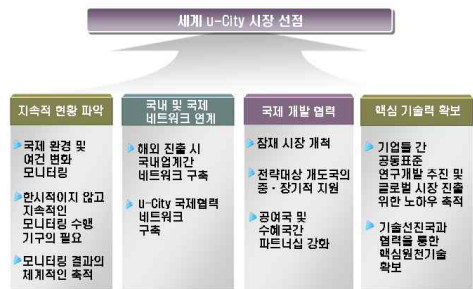 세계 u-City 시장 선점
지속적 현황 파악
국제 환경 및
여건 변화
모니터링
한시적이지 않고
지속적인
모니터링 수행
기구의 필요
모니터링 결과의
체계적인 축적
국내 및 국제
네트워크 연계
해외 진출 시
국내업계간
네트워크 구축
u-City 국제협력
네트워크
구축
국제 개발 협력
잠재 시장 개척
전략대상 개도국의
중·장기적 지원
공여국 및
수혜국간
파트너십 강화
핵심 기술력 확보
기업들 간
공동표준
연구개발 추진 및
글로벌 시장 진출
위한 노하우 축적
기술선진국과
협력을 통한
핵심원천기술
확보